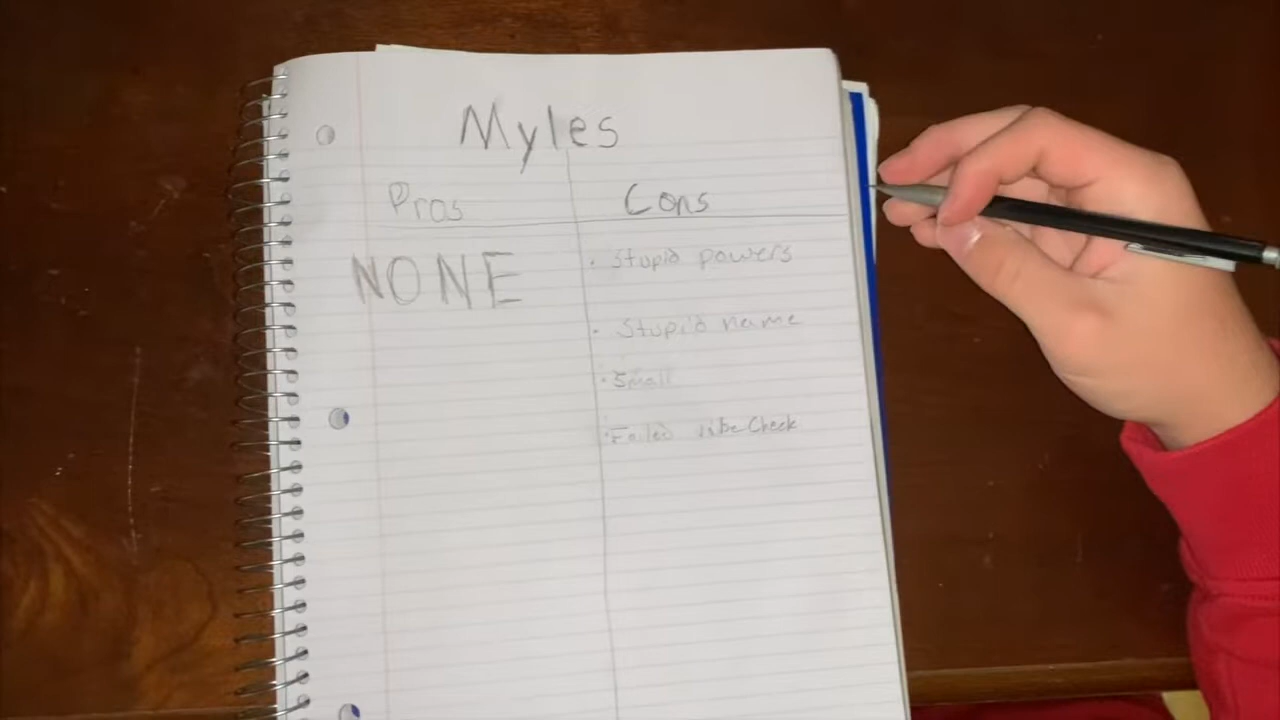 Myles
Pros
Cons
NONE
• Stupid powers
• Stupid name
• Small
• Failed vibe Check